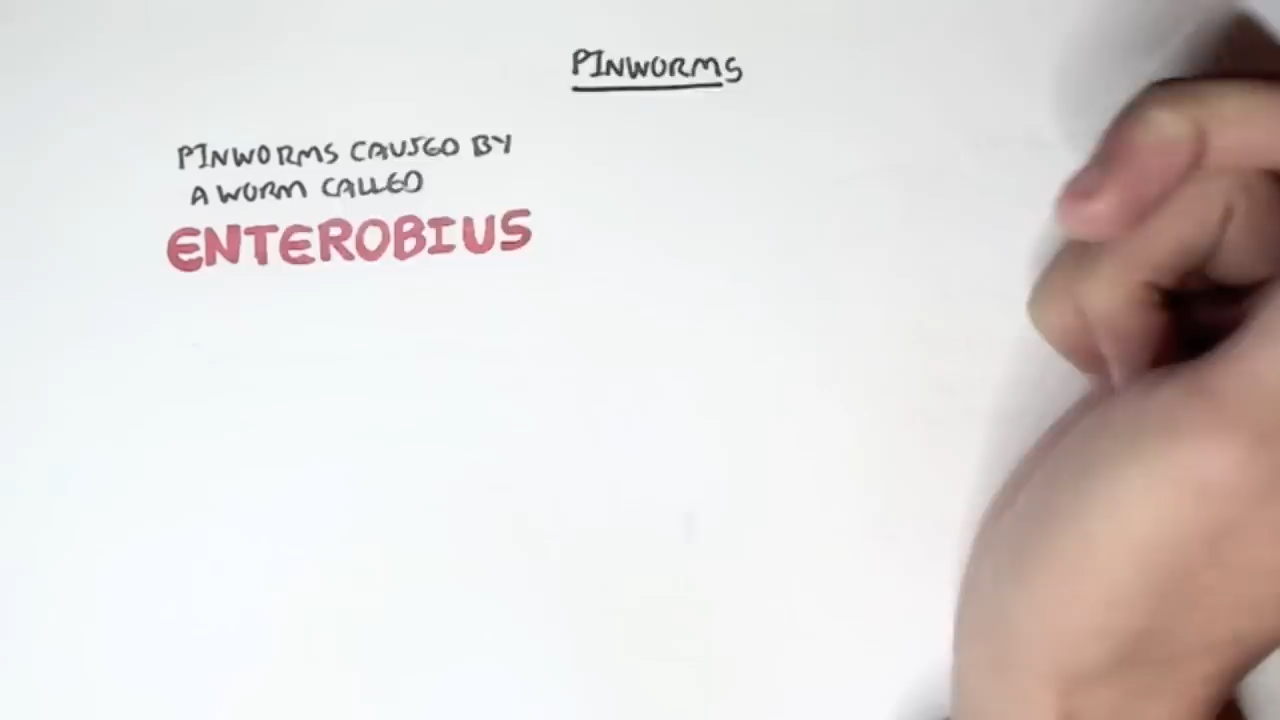 PINWORMS
PINWORMS CAUSED BY
A WORM CALLED
ENTEROBIUS